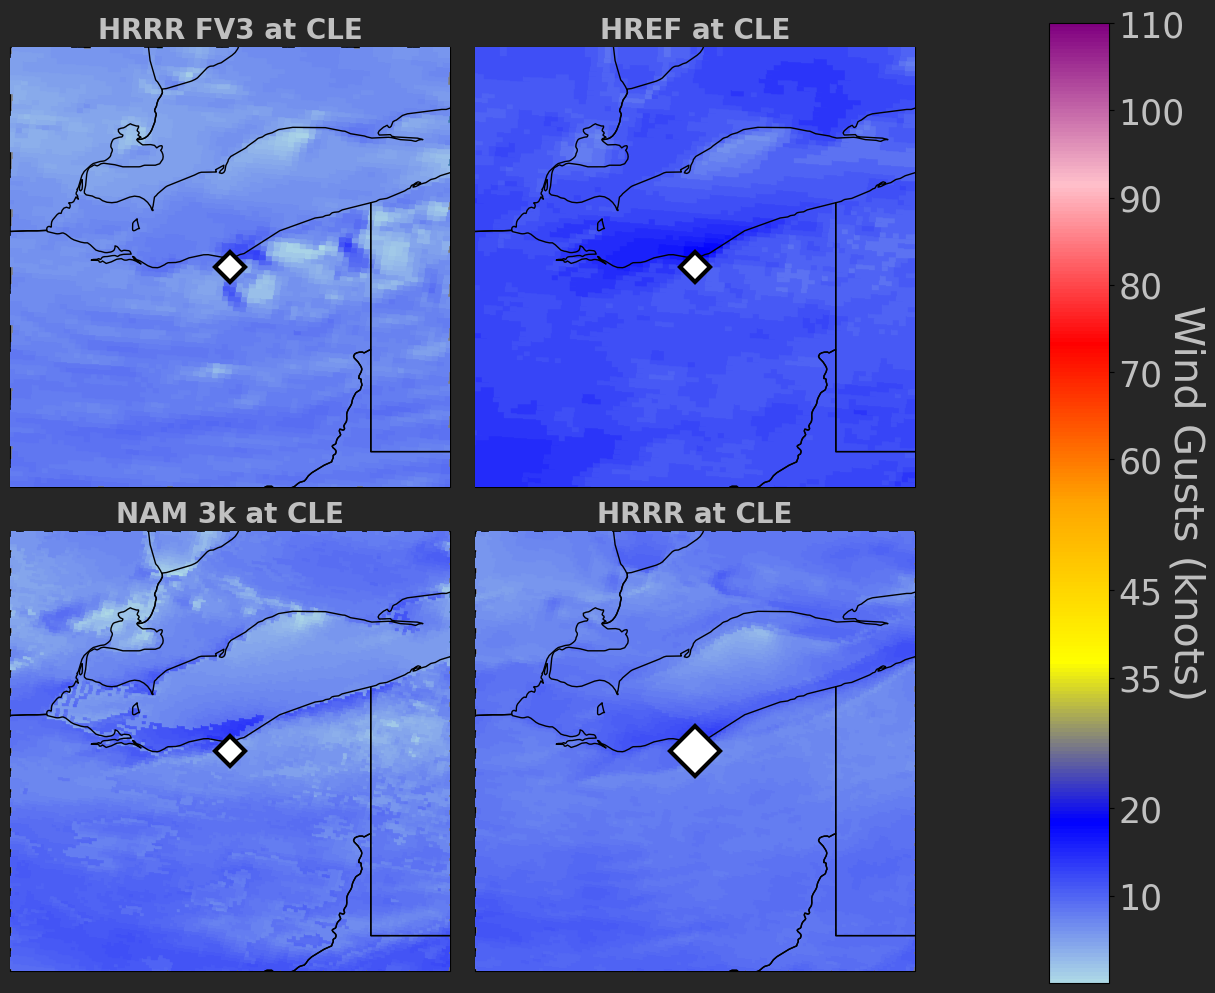 HRRR FV3 at CLE
HREF at CLE
NAM 3k at CLE
HRRR at CLE
110
100
90
80
70
60
45
35
20
10
Wind Gusts (knots)